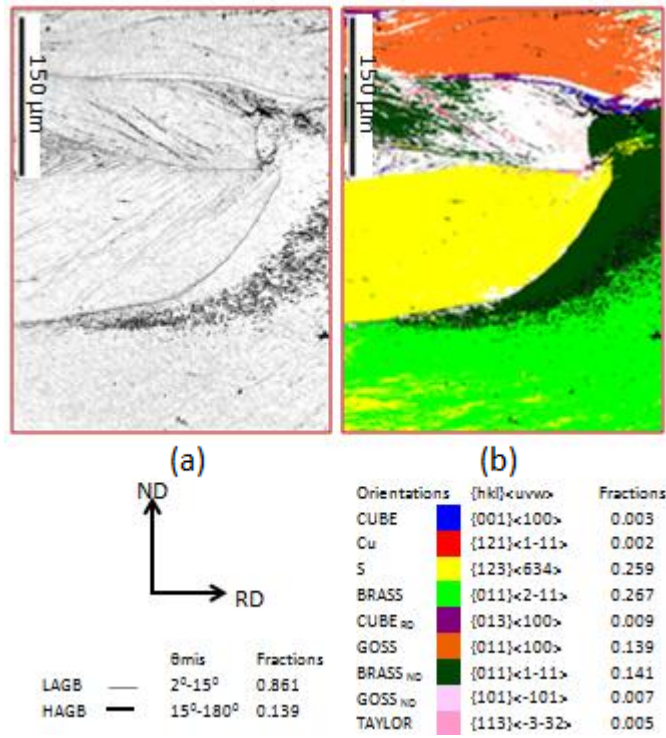 150 µm
150 µm
(a)
(b)
ND
RD
θmis Fractions
LAGB 2⁰-15⁰ 0.861
HAGB 15⁰-180⁰ 0.139
Orientations {hkl}<uvw> Fractions
CUBE {001}<100> 0.003
Cu {121}<1-11> 0.002
S {123}<634> 0.259
BRASS {011}<2-11> 0.267
CUBE RD {013}<100> 0.009
GOSS {011}<100> 0.139
BRASS ND {011}<1-11> 0.141
GOSS ND {101}<-101> 0.007
TAYLOR {113}<-3-32> 0.005